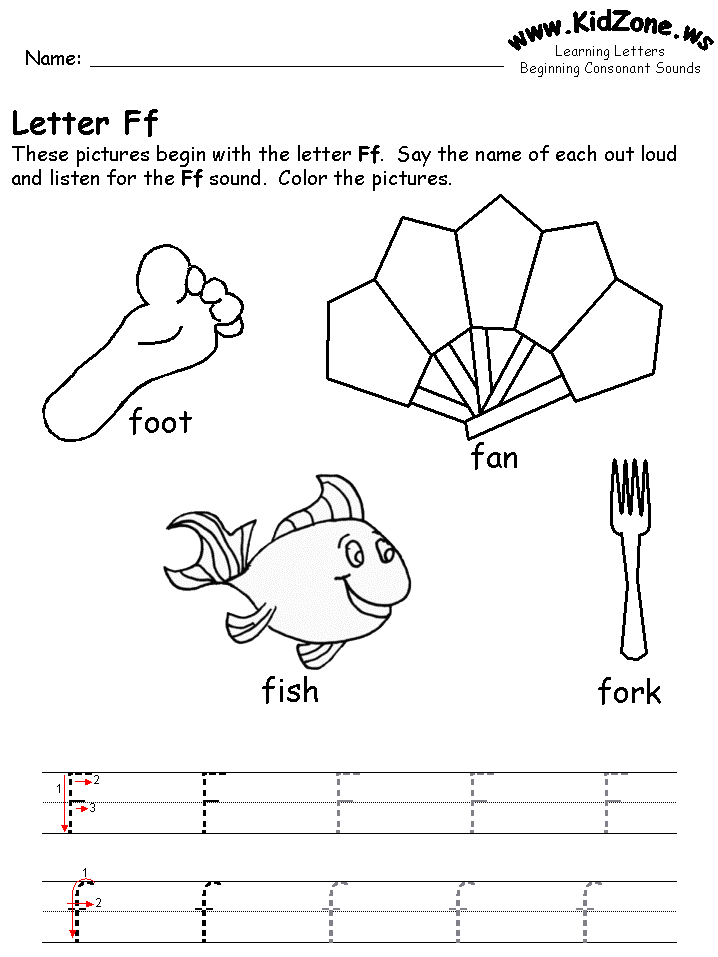 www.KidZone.ws
Learning Letters
Beginning Consonant Sounds
Name:
Letter Ff
These pictures begin with the letter Ff. Say the name of each out loud
and listen for the Ff sound. Color the pictures.
foot
fan
fish
fork
1 2 3
F F F F F
1 2
f f f f f